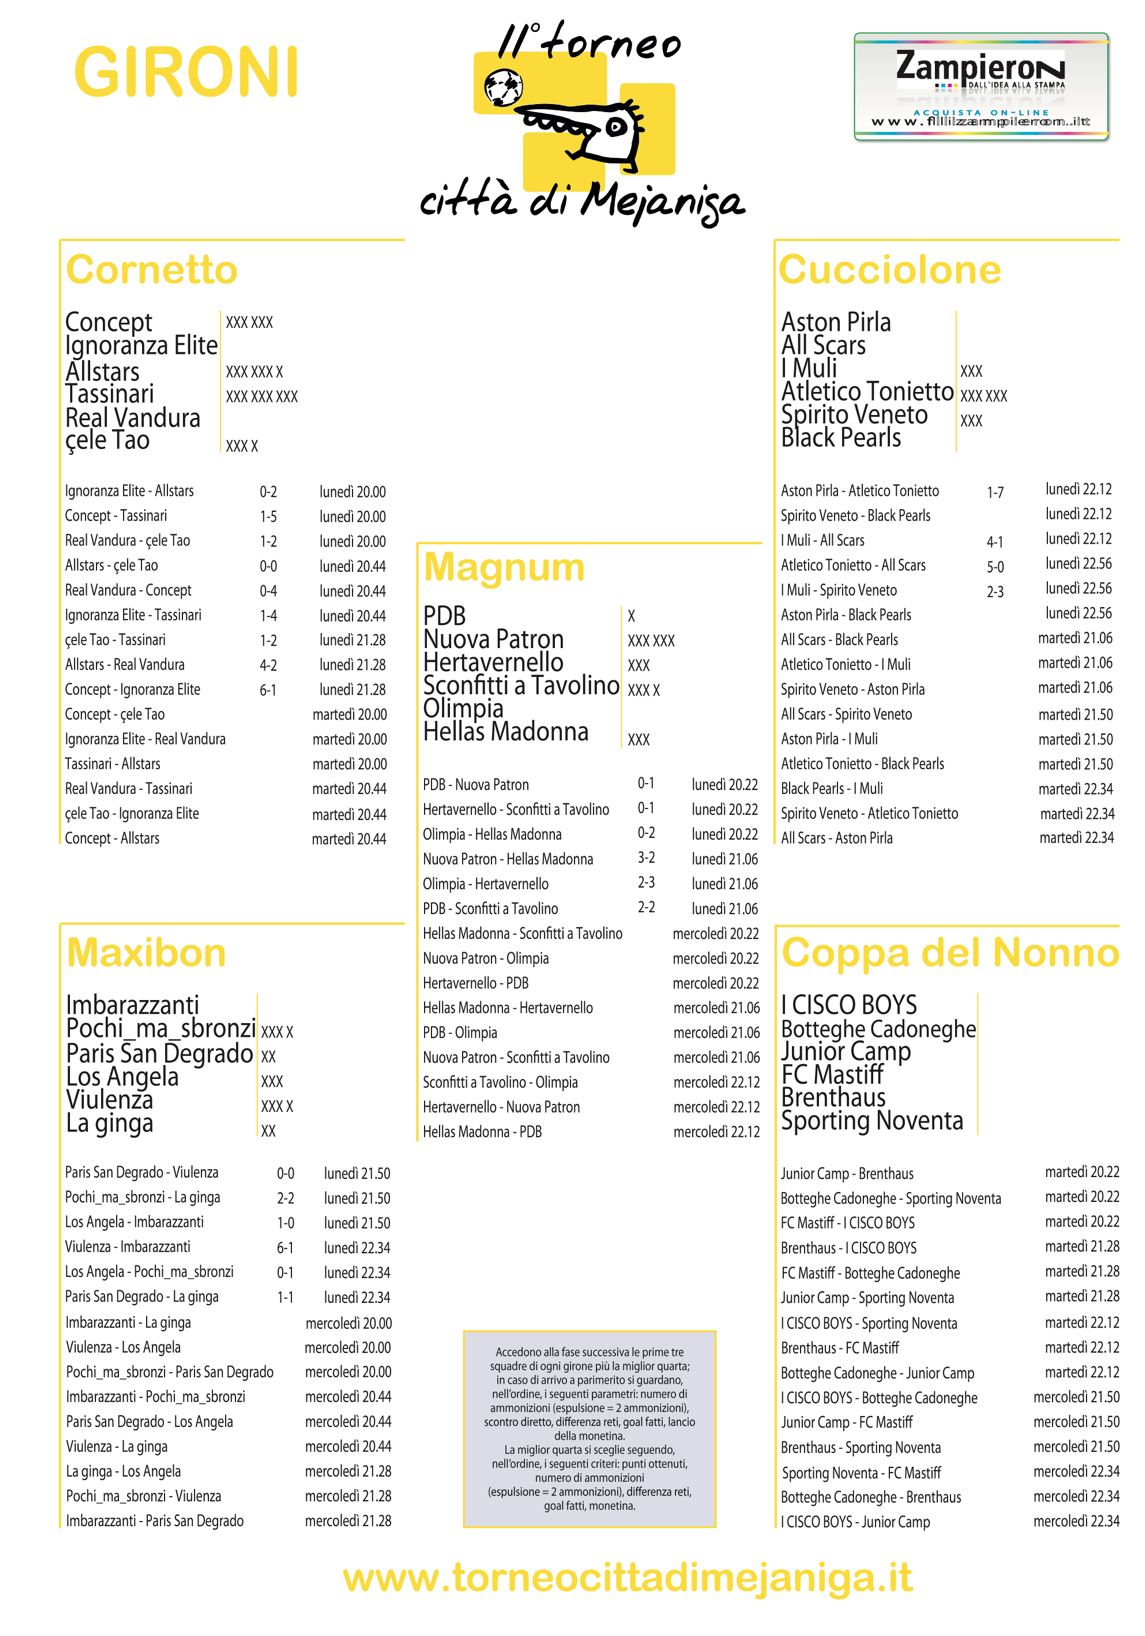 GIRONI
11° torneo
città di Mejaniga
Zampieron
DALL'IDEA ALLA STAMPA
ACQUISTA ON-LINE
Cornetto
Concept XXX XXX
Ignoranza Elite
Allstars XXX XXX X
Tassinari XXX XXX XXX
Real Vandura
çele Tao XXX X
Ignoranza Elite - Allstars 0-2 lunedì 20.00
Concept - Tassinari 1-5 lunedì 20.00
Real Vandura - çele Tao 1-2 lunedì 20.00
Allstars - çele Tao 0-0 lunedì 20.44
Real Vandura - Concept 0-4 lunedì 20.44
Ignoranza Elite - Tassinari 1-4 lunedì 20.44
çele Tao - Tassinari 1-2 lunedì 21.28
Allstars - Real Vandura 4-2 lunedì 21.28
Concept - Ignoranza Elite 6-1 lunedì 21.28
Concept - çele Tao martedì 20.00
Ignoranza Elite - Real Vandura martedì 20.00
Tassinari - Allstars martedì 20.00
Real Vandura - Tassinari martedì 20.44
çele Tao - Ignoranza Elite martedì 20.44
Concept - Allstars martedì 20.44
Cucciolone
Aston Pirla
All Scars
I Muli XXX
Atletico Tonietto XXX XXX
Spirito Veneto XXX
Black Pearls
Aston Pirla - Atletico Tonietto 1-7 lunedì 22.12
Spirito Veneto - Black Pearls lunedì 22.12
I Muli - All Scars 4-1 lunedì 22.12
Atletico Tonietto - All Scars 5-0 lunedì 22.56
I Muli - Spirito Veneto 2-3 lunedì 22.56
Aston Pirla - Black Pearls lunedì 22.56
All Scars - Black Pearls martedì 21.06
Atletico Tonietto - I Muli martedì 21.06
Spirito Veneto - Aston Pirla martedì 21.06
All Scars - Spirito Veneto martedì 21.50
Aston Pirla - I Muli martedì 21.50
Atletico Tonietto - Black Pearls martedì 21.50
Black Pearls - I Muli martedì 22.34
Spirito Veneto - Atletico Tonietto martedì 22.34
All Scars - Aston Pirla martedì 22.34
Magnum
PDB X
Nuova Patron XXX XXX
Hertavernello XXX
Sconfitti a Tavolino XXX X
Olimpia
Hellas Madonna XXX
PDB - Nuova Patron 0-1 lunedì 20.22
Hertavernello - Sconfitti a Tavolino 0-1 lunedì 20.22
Olimpia - Hellas Madonna 0-2 lunedì 20.22
Nuova Patron - Hellas Madonna 3-2 lunedì 21.06
Olimpia - Hertavernello 2-3 lunedì 21.06
PDB - Sconfitti a Tavolino 2-2 lunedì 21.06
Hellas Madonna - Sconfitti a Tavolino mercoledì 20.22
Nuova Patron - Olimpia mercoledì 20.22
Hertavernello - PDB mercoledì 20.22
Hellas Madonna - Hertavernello mercoledì 21.06
PDB - Olimpia mercoledì 21.06
Nuova Patron - Sconfitti a Tavolino mercoledì 21.06
Sconfitti a Tavolino - Olimpia mercoledì 22.12
Hertavernello - Nuova Patron mercoledì 22.12
Hellas Madonna - PDB mercoledì 22.12
Maxibon
Imbarazzanti
Pochi_ma_sbronzi XXX X
Paris San Degrado XX
Los Angela XXX
Viulenza XXX X
La ginga XX
Paris San Degrado - Viulenza 0-0 lunedì 21.50
Pochi_ma_sbronzi - La ginga 2-2 lunedì 21.50
Los Angela - Imbarazzanti 1-0 lunedì 21.50
Viulenza - Imbarazzanti 6-1 lunedì 22.34
Los Angela - Pochi_ma_sbronzi 0-1 lunedì 22.34
Paris San Degrado - La ginga 1-1 lunedì 22.34
Imbarazzanti - La ginga mercoledì 20.00
Viulenza - Los Angela mercoledì 20.00
Pochi_ma_sbronzi - Paris San Degrado mercoledì 20.00
Imbarazzanti - Pochi_ma_sbronzi mercoledì 20.44
Paris San Degrado - Los Angela mercoledì 20.44
Viulenza - La ginga mercoledì 20.44
La ginga - Los Angela mercoledì 21.28
Pochi_ma_sbronzi - Viulenza mercoledì 21.28
Imbarazzanti - Paris San Degrado mercoledì 21.28
Coppa del Nonno
I CISCO BOYS
Botteghe Cadoneghe
Junior Camp
FC Mastiff
Brenthaus
Sporting Noventa
Junior Camp - Brenthaus martedì 20.22
Botteghe Cadoneghe - Sporting Noventa martedì 20.22
FC Mastiff - I CISCO BOYS martedì 20.22
Brenthaus - I CISCO BOYS martedì 21.28
FC Mastiff - Botteghe Cadoneghe martedì 21.28
Junior Camp - Sporting Noventa martedì 21.28
I CISCO BOYS - Sporting Noventa martedì 22.12
Brenthaus - FC Mastiff martedì 22.12
Botteghe Cadoneghe - Junior Camp martedì 22.12
I CISCO BOYS - Botteghe Cadoneghe mercoledì 21.50
Junior Camp - FC Mastiff mercoledì 21.50
Brenthaus - Sporting Noventa mercoledì 21.50
Sporting Noventa - FC Mastiff mercoledì 22.34
Botteghe Cadoneghe - Brenthaus mercoledì 22.34
I CISCO BOYS - Junior Camp mercoledì 22.34
Accedono alla fase successiva le prime tre
squadre di ogni girone più la miglior quarta;
in caso di arrivo a parimerito si guardano,
nell'ordine, i seguenti parametri: numero di
ammonizioni (espulsione = 2 ammonizioni),
scontro diretto, differenza reti, goal fatti, lancio
della monetina.
La miglior quarta si sceglie seguendo,
nell'ordine, i seguenti criteri: punti ottenuti,
numero di ammonizioni
(espulsione = 2 ammonizioni), differenza reti,
goal fatti, monetina.
www.torneocittadimejaniga.it